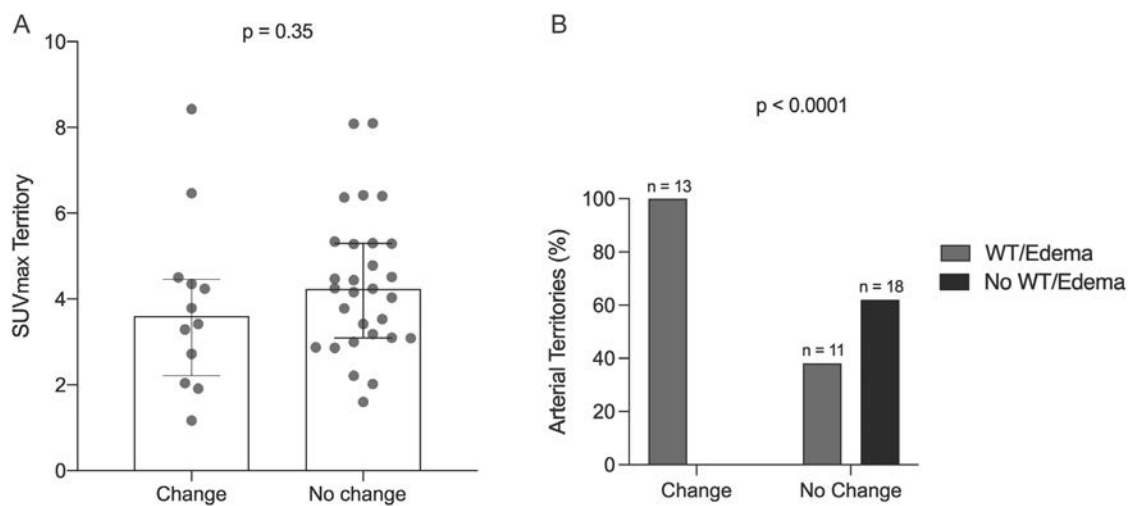 A
p = 0.35
SUVmax Territory
10
8
6
4
2
0
Change
No change
B
p < 0.0001
Arterial Territories (%)
100
80
60
40
20
0
n = 13
n = 11
n = 18
Change
No Change
WT/Edema
No WT/Edema